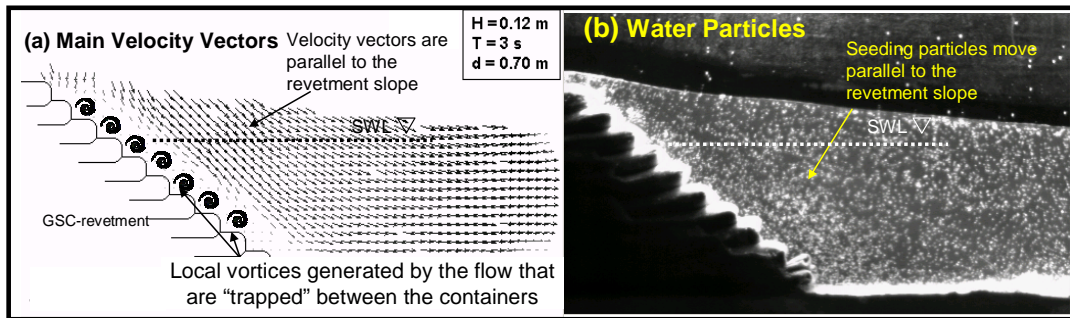 (a) Main Velocity Vectors
Velocity vectors are
parallel to the
revetment slope
H = 0.12 m
T = 3 s
d = 0.70 m
SWL
GSC-revetment
Local vortices generated by the flow that
are “trapped” between the containers
(b) Water Particles
Seeding particles move
parallel to the
revetment slope
SWL